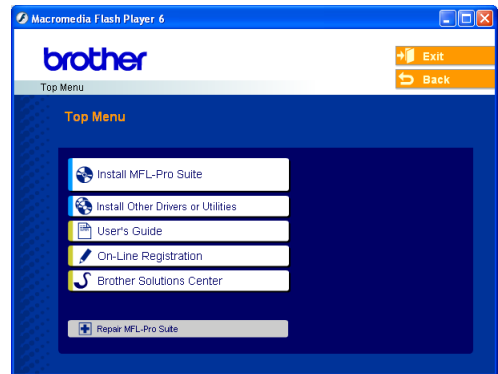 Macromedia Flash Player 6
brother
Exit
Back
Top Menu
Top Menu
Install MFL-Pro Suite
Install Other Drivers or Utilities
User's Guide
On-Line Registration
Brother Solutions Center
Repair MFL-Pro Suite